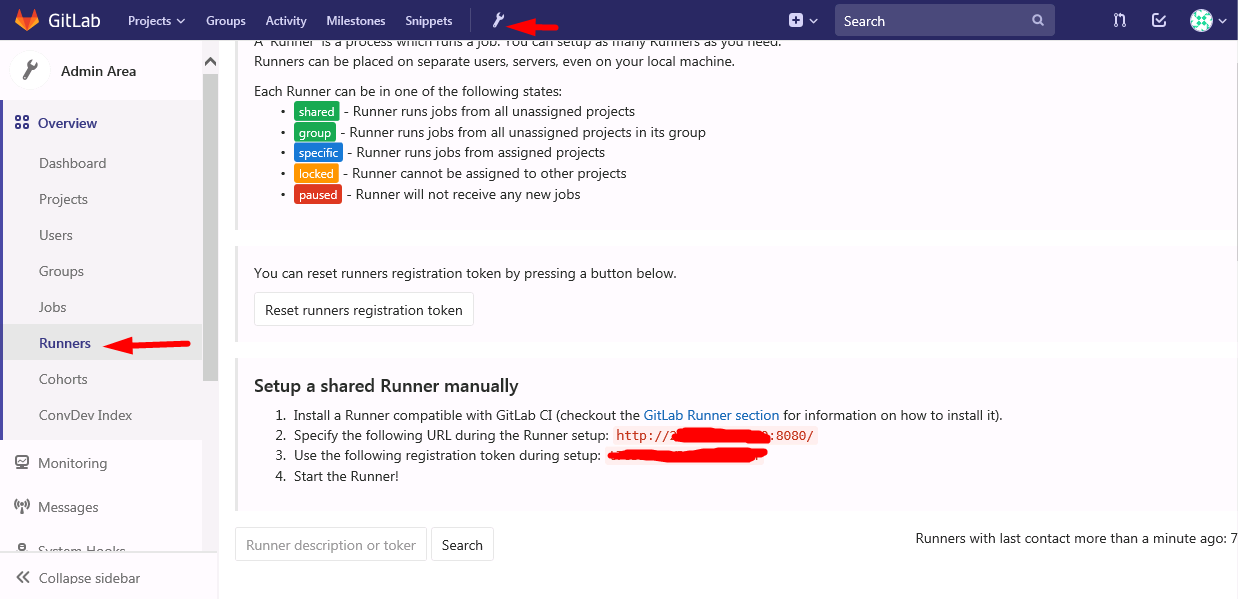 GitLab Projects Groups Activity Milestones Snippets Search
Admin Area
Overview
Dashboard
Projects
Users
Groups
Jobs
Runners
Cohorts
ConvDev Index
Monitoring
Messages
System Hooks
Collapse sidebar
A 'Runner' is a process which runs a job. You can setup as many Runners as you need.
Runners can be placed on separate users, servers, even on your local machine.
Each Runner can be in one of the following states:
• shared - Runner runs jobs from all unassigned projects
• group - Runner runs jobs from all unassigned projects in its group
• specific - Runner runs jobs from assigned projects
• locked - Runner cannot be assigned to other projects
• paused - Runner will not receive any new jobs
You can reset runners registration token by pressing a button below.
Reset runners registration token
Setup a shared Runner manually
1. Install a Runner compatible with GitLab CI (checkout the GitLab Runner section for information on how to install it).
2. Specify the following URL during the Runner setup: http:// :8080/
3. Use the following registration token during setup:
4. Start the Runner!
Runner description or token Search
Runners with last contact more than a minute ago: 7